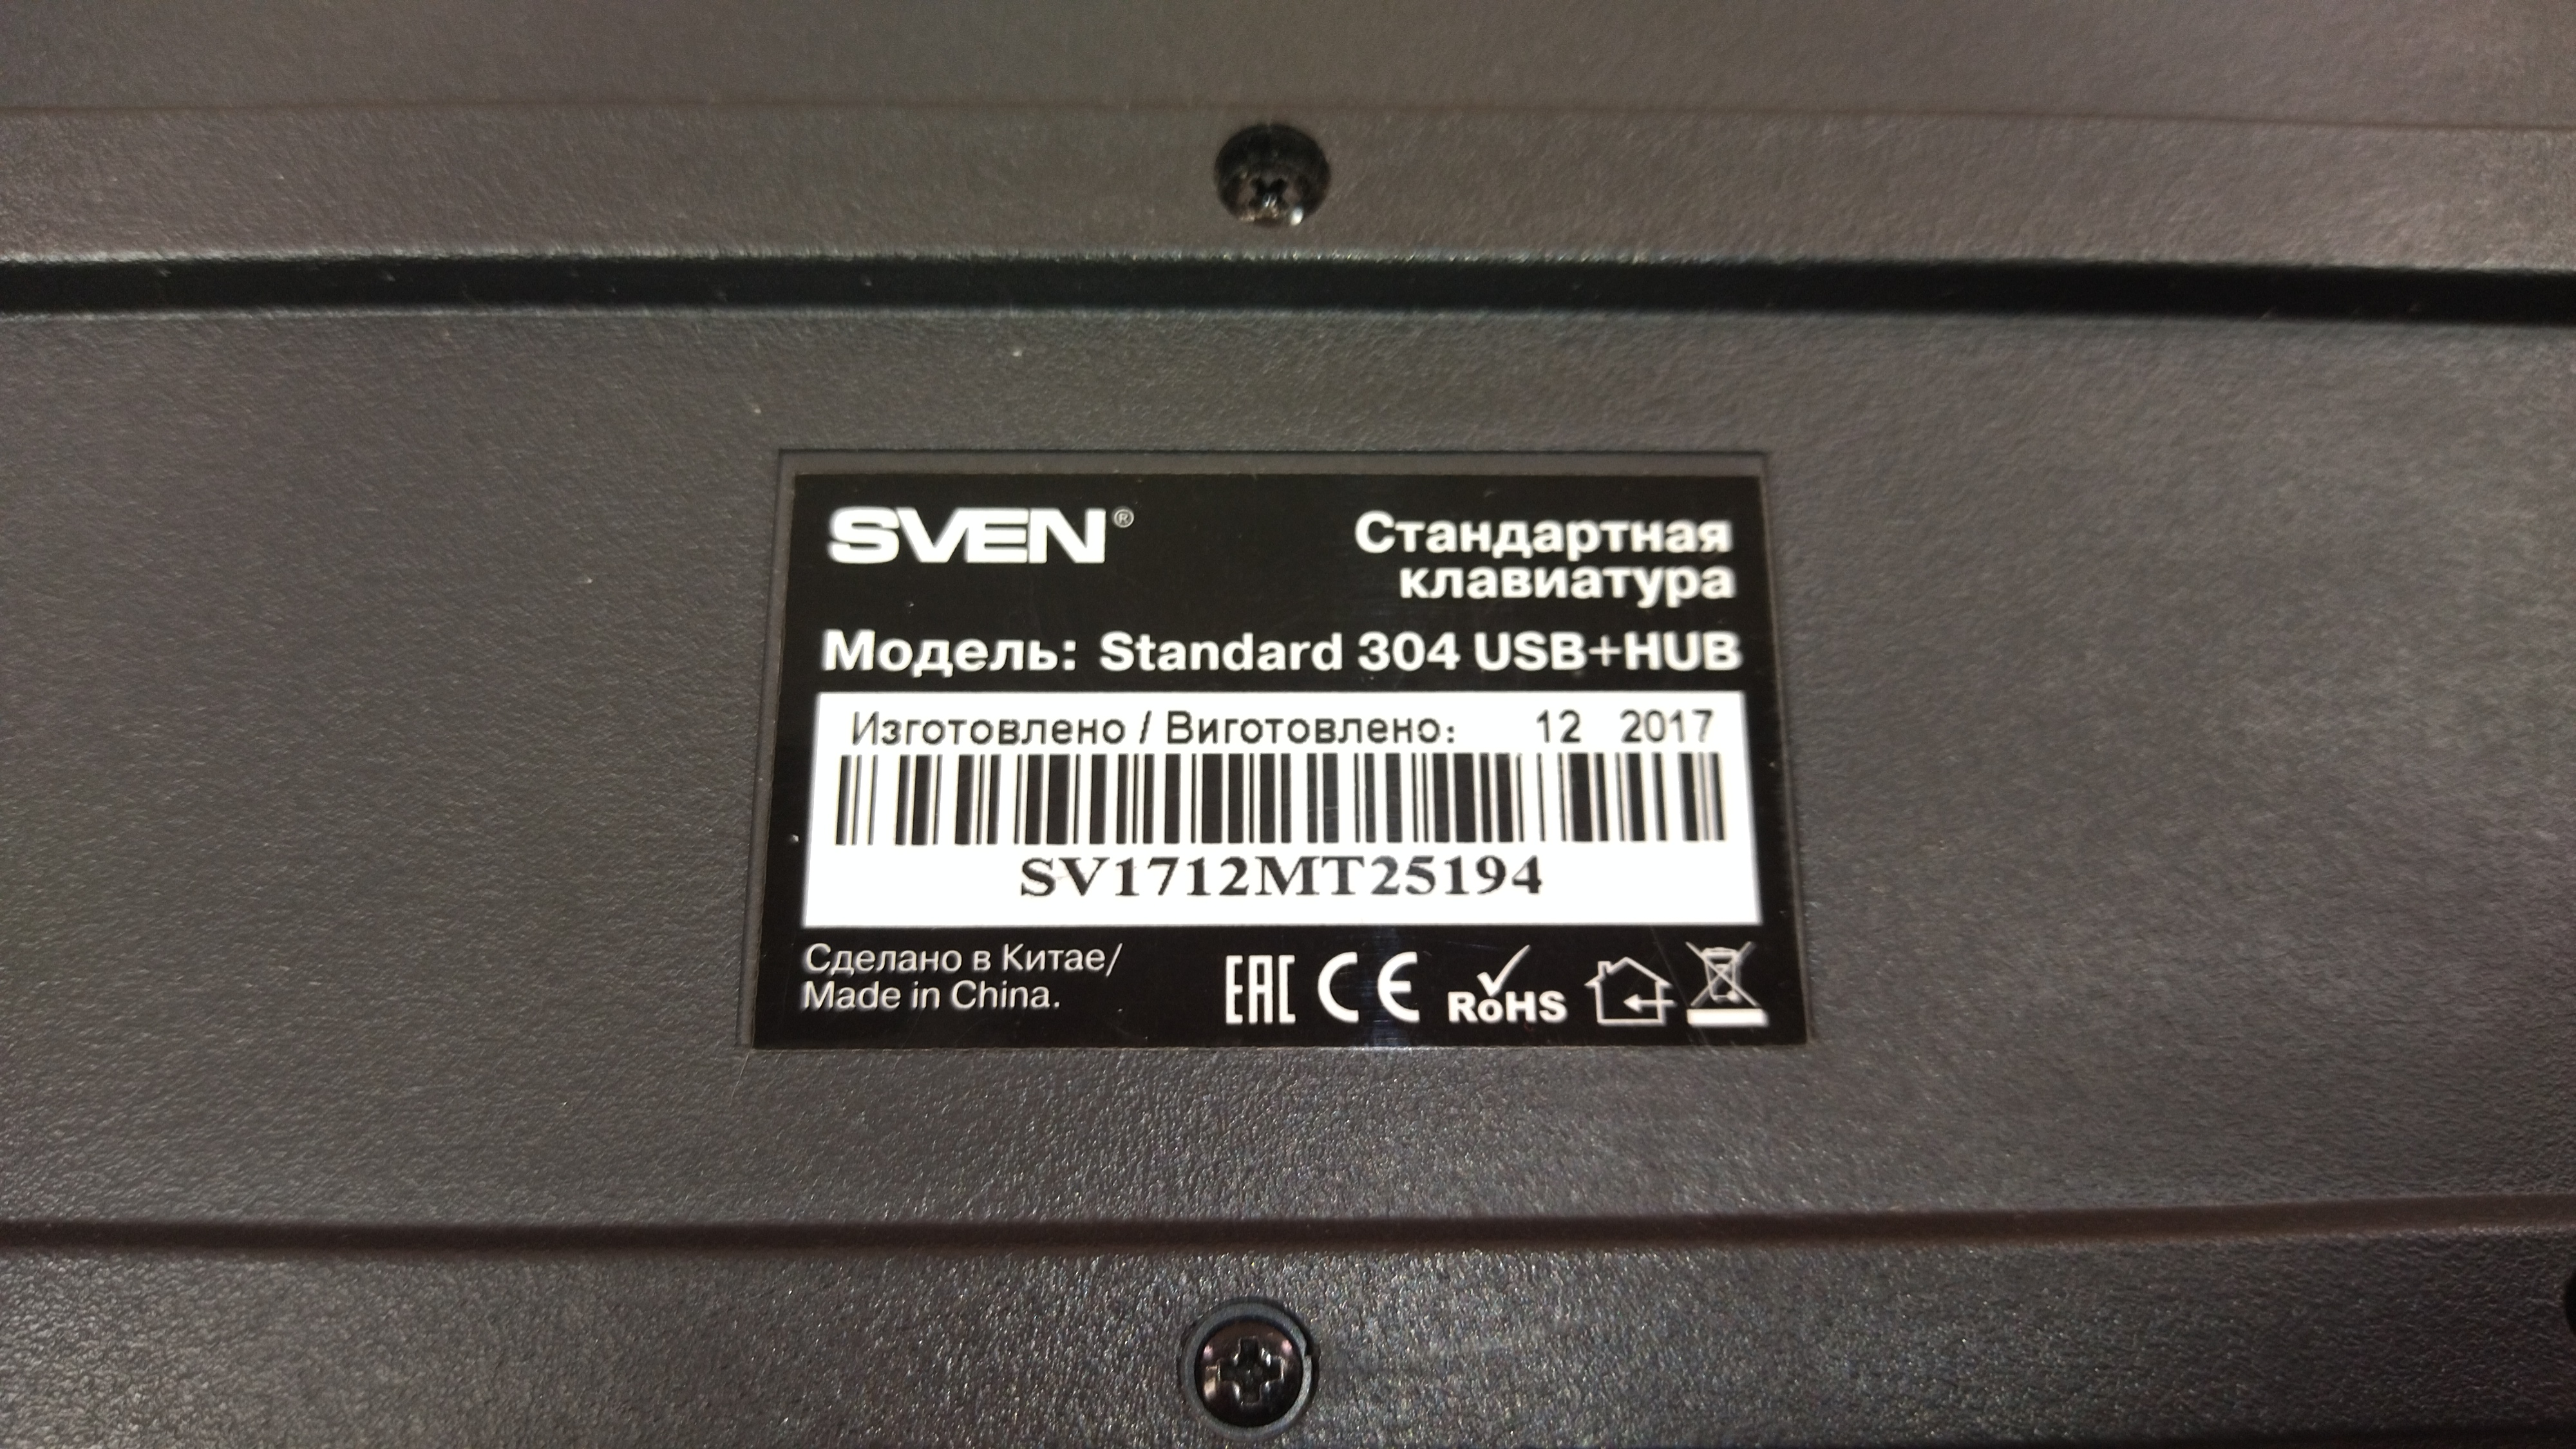 SVEN®
Стандартная
клавиатура
Модель: Standard 304 USB+HUB
Изготовлено / Виготовлено: 12 2017
SV1712MT25194
Сделано в Китае/
Made in China.
EAC CE RoHS